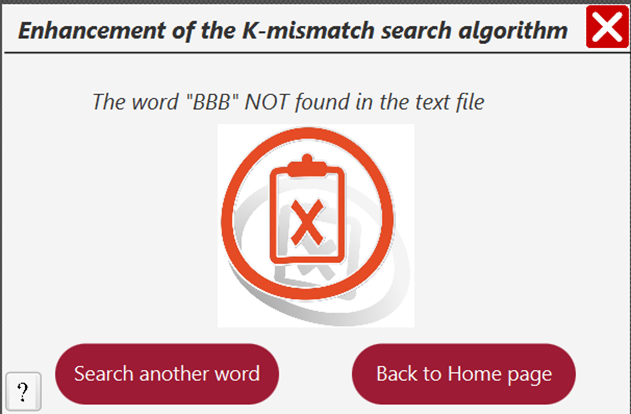 Enhancement of the K-mismatch search algorithm
The word "BBB" NOT found in the text file
Search another word
Back to Home page
?